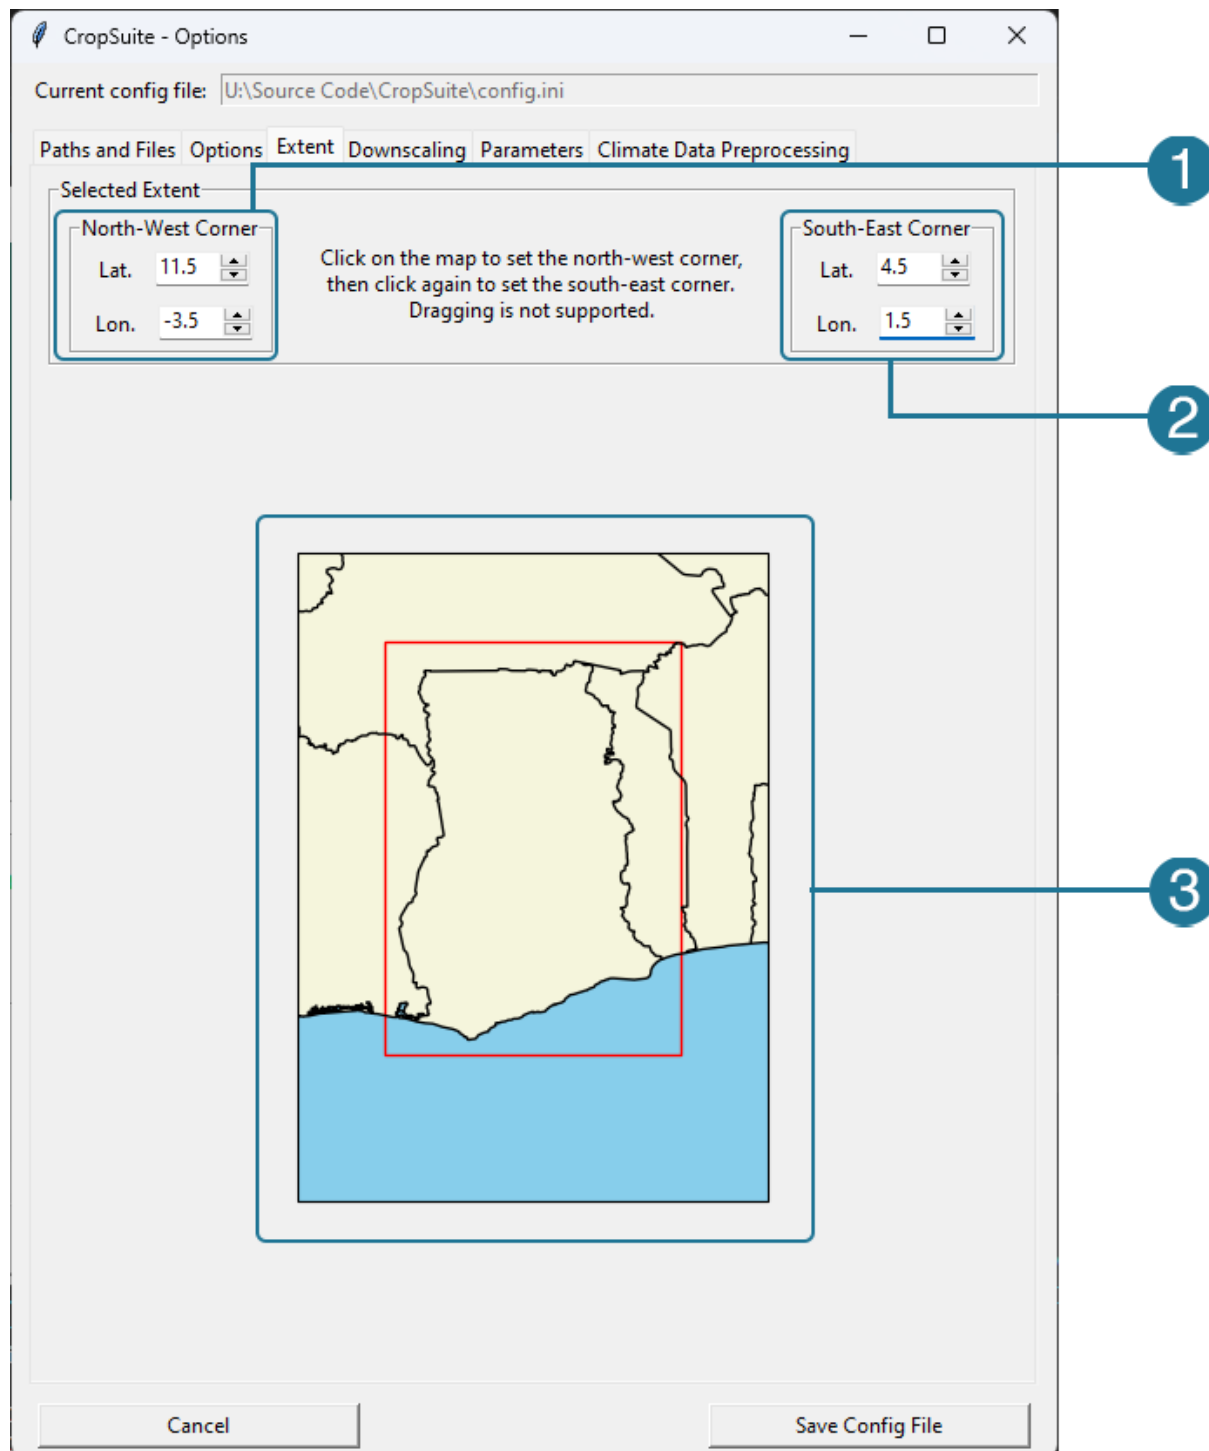 CropSuite - Options
Current config file: U:\Source Code\CropSuite\config.ini
Paths and Files Options Extent Downscaling Parameters Climate Data Preprocessing
1
Selected Extent
North-West Corner
Lat. 11.5
Lon. -3.5
Click on the map to set the north-west corner,
then click again to set the south-east corner.
Dragging is not supported.
South-East Corner
Lat. 4.5
Lon. 1.5
2
3
Cancel
Save Config File